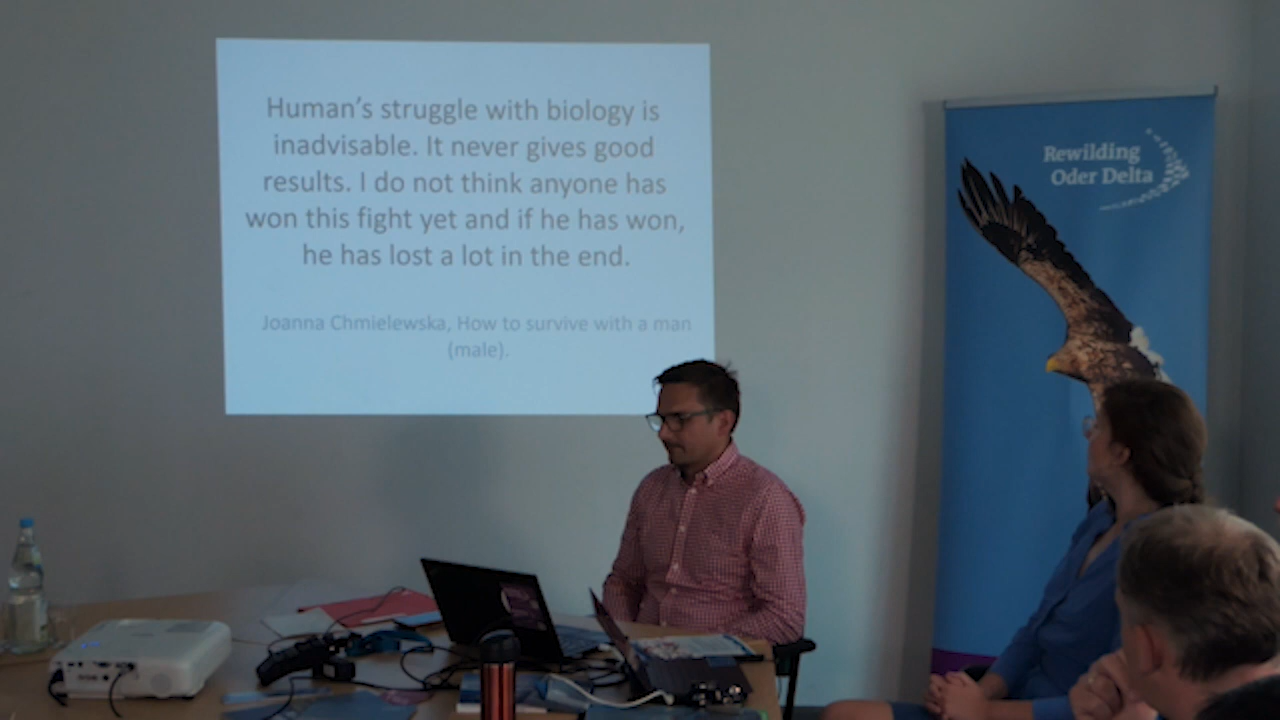 Human's struggle with biology is
inadvisable. It never gives good
results. I do not think anyone has
won this fight yet and if he has won,
he has lost a lot in the end.
Joanna Chmielewska, How to survive with a man
(male).
Rewilding
Oder Delta